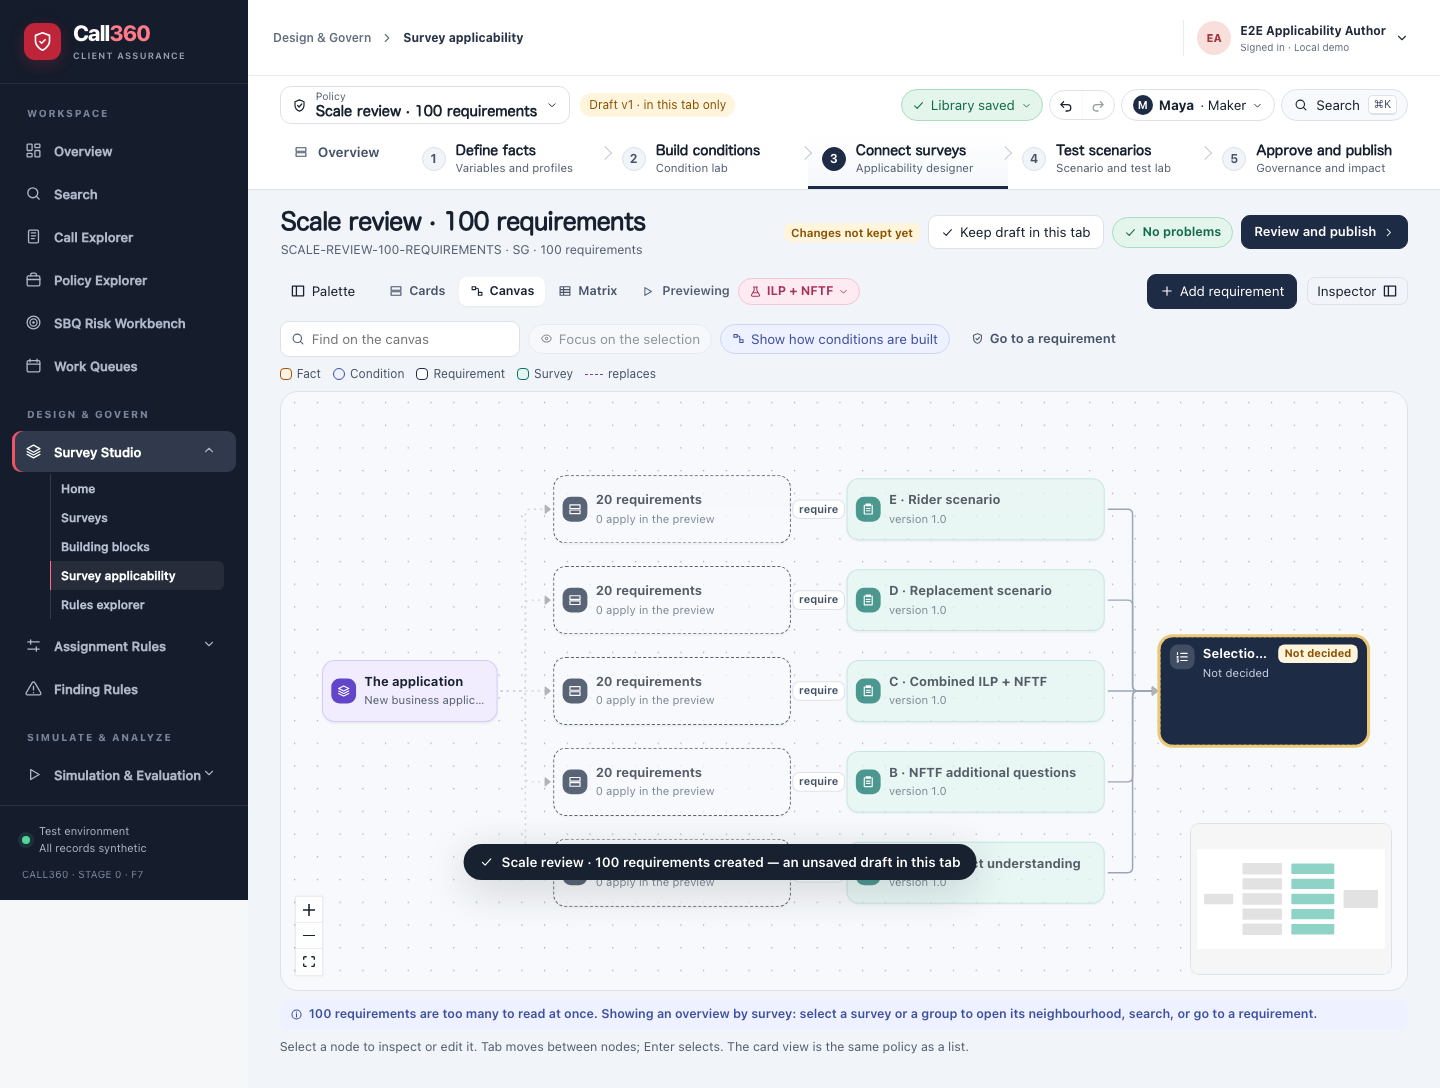 Call360
CLIENT ASSURANCE
WORKSPACE
Overview
Search
Call Explorer
Policy Explorer
SBQ Risk Workbench
Work Queues
DESIGN & GOVERN
Survey Studio
Home
Surveys
Building blocks
Survey applicability
Rules explorer
Assignment Rules
Finding Rules
SIMULATE & ANALYZE
Simulation & Evaluation
Test environment
All records synthetic
CALL360 · STAGE 0 · F7
Design & Govern > Survey applicability
EA
E2E Applicability Author
Signed in · Local demo
Policy
Scale review · 100 requirements
Draft v1 · in this tab only
Library saved
M Maya · Maker
Search ⌘K
Overview
1 Define facts
Variables and profiles
2 Build conditions
Condition lab
3 Connect surveys
Applicability designer
4 Test scenarios
Scenario and test lab
5 Approve and publish
Governance and impact
Scale review · 100 requirements
SCALE-REVIEW-100-REQUIREMENTS · SG · 100 requirements
Changes not kept yet
Keep draft in this tab
No problems
Review and publish
Palette
Cards
Canvas
Matrix
Previewing
ILP + NFTF
Add requirement
Inspector
Find on the canvas
Focus on the selection
Show how conditions are built
Go to a requirement
Fact
Condition
Requirement
Survey
replaces
20 requirements
0 apply in the preview
require
E · Rider scenario
version 1.0
20 requirements
0 apply in the preview
require
D · Replacement scenario
version 1.0
The application
New business applic...
20 requirements
0 apply in the preview
require
C · Combined ILP + NFTF
version 1.0
Selectio...
Not decided
Not decided
20 requirements
0 apply in the preview
require
B · NFTF additional questions
version 1.0
ct understanding
0 apply in the preview
version 1.0
Scale review · 100 requirements created — an unsaved draft in this tab
100 requirements are too many to read at once. Showing an overview by survey: select a survey or a group to open its neighbourhood, search, or go to a requirement.
Select a node to inspect or edit it. Tab moves between nodes; Enter selects. The card view is the same policy as a list.